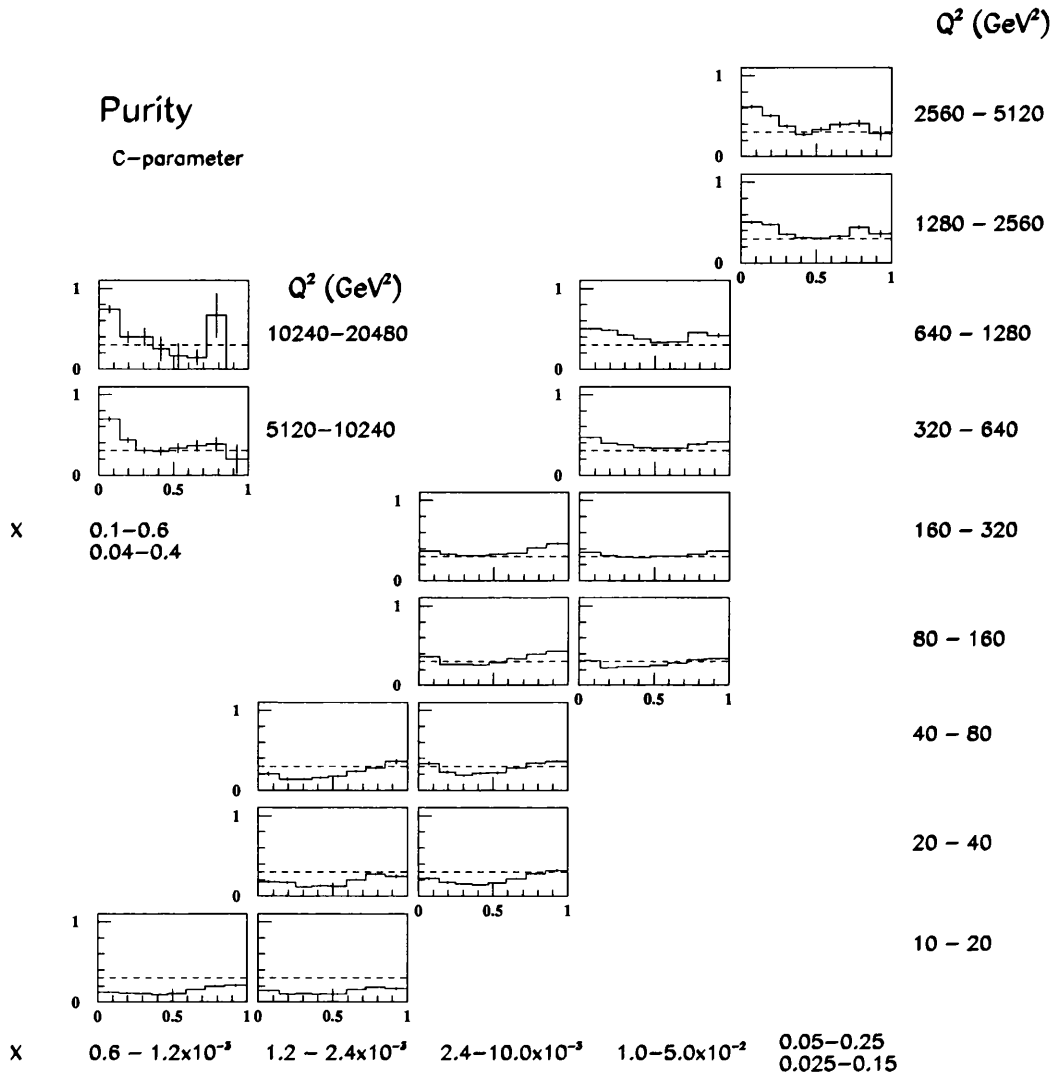 Q² (GeV²)
1
0
2560 – 5120
Purity
C–parameter
1
0
0 0.5 1
1280 – 2560
1
0
Q² (GeV²)
10240–20480
1
0
640 – 1280
1
0
0 0.5 1
5120–10240
1
0
320 – 640
x 0.1–0.6
0.04–0.4
1
0
160 – 320
1
0
0 0.5 1
80 – 160
1
0
40 – 80
1
0
0 0.5 1
20 – 40
1
0
0 0.5 1 0 0.5 1
10 – 20
x 0.6 – 1.2x10⁻³ 1.2 – 2.4x10⁻³ 2.4–10.0x10⁻³ 1.0–5.0x10⁻² 0.05–0.25
0.025–0.15